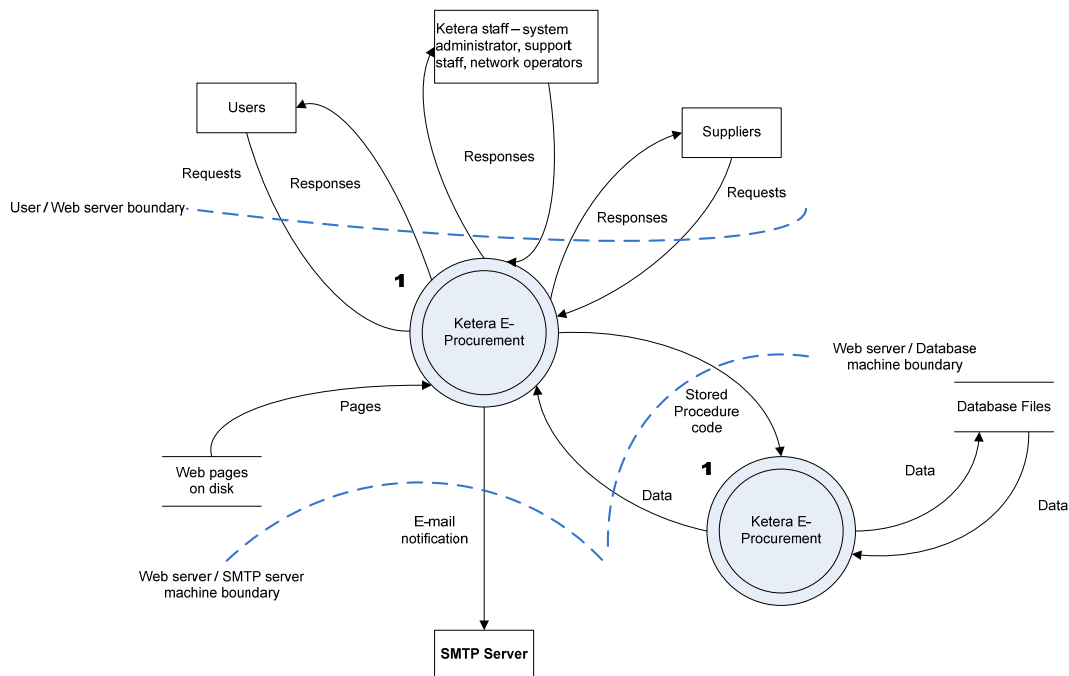 Ketera staff – system
administrator, support
staff, network operators
Users
Suppliers
Requests
Responses
Responses
Responses
Requests
User / Web server boundary
1
Ketera E-
Procurement
Web server / Database
machine boundary
Pages
Stored
Procedure
code
Database Files
Web pages
on disk
1
Data
Data
Data
E-mail
notification
Ketera E-
Procurement
Web server / SMTP server
machine boundary
SMTP Server